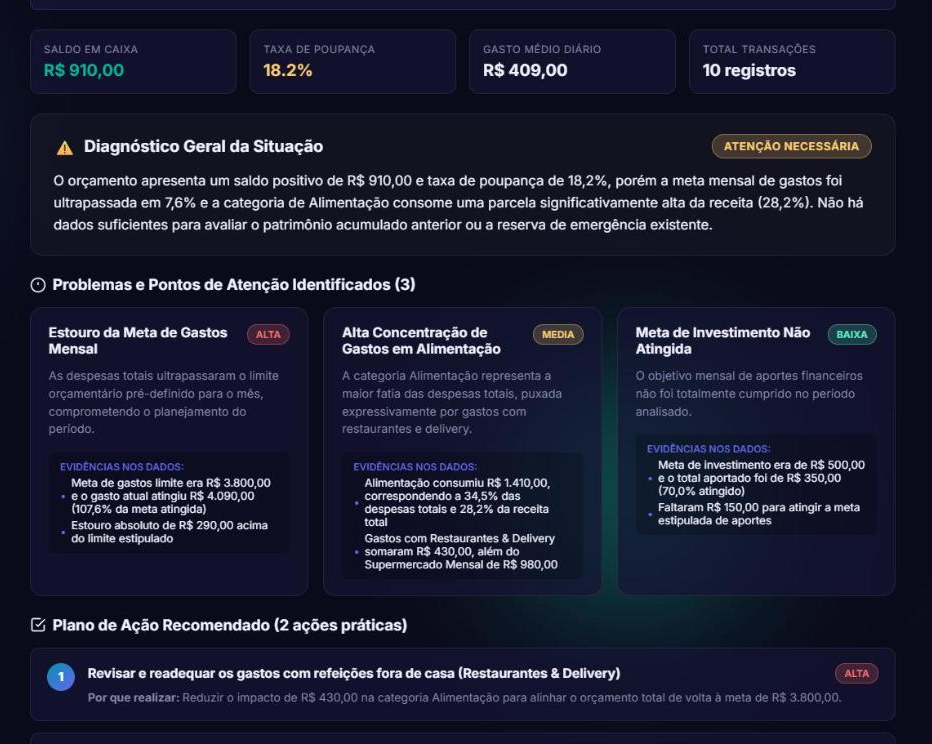 SALDO EM CAIXA
R$ 910,00
TAXA DE POUPANÇA
18.2%
GASTO MÉDIO DIÁRIO
R$ 409,00
TOTAL TRANSAÇÕES
10 registros
Diagnóstico Geral da Situação
ATENÇÃO NECESSÁRIA
O orçamento apresenta um saldo positivo de R$ 910,00 e taxa de poupança de 18,2%, porém a meta mensal de gastos foi
ultrapassada em 7,6% e a categoria de Alimentação consome uma parcela significativamente alta da receita (28,2%). Não há
dados suficientes para avaliar o patrimônio acumulado anterior ou a reserva de emergência existente.
Problemas e Pontos de Atenção Identificados (3)
Estouro da Meta de Gastos
Mensal
ALTA
As despesas totais ultrapassaram o limite
orçamentário pré-definido para o mês,
comprometendo o planejamento do
período.
EVIDÊNCIAS NOS DADOS:
• Meta de gastos limite era R$ 3.800,00
e o gasto atual atingiu R$ 4.090,00
(107,6% da meta atingida)
• Estouro absoluto de R$ 290,00 acima
do limite estipulado
Alta Concentração de
Gastos em Alimentação
MEDIA
A categoria Alimentação representa a
maior fatia das despesas totais, puxada
expressivamente por gastos com
restaurantes e delivery.
EVIDÊNCIAS NOS DADOS:
• Alimentação consumiu R$ 1.410,00,
correspondendo a 34,5% das
despesas totais e 28,2% da receita
total
• Gastos com Restaurantes & Delivery
somaram R$ 430,00, além do
Supermercado Mensal de R$ 980,00
Meta de Investimento Não
Atingida
BAIXA
O objetivo mensal de aportes financeiros
não foi totalmente cumprido no período
analisado.
EVIDÊNCIAS NOS DADOS:
• Meta de investimento era de R$ 500,00
e o total aportado foi de R$ 350,00
(70,0% atingido)
• Faltaram R$ 150,00 para atingir a meta
estipulada de aportes
Plano de Ação Recomendado (2 ações práticas)
1
Revisar e readequar os gastos com refeições fora de casa (Restaurantes & Delivery)
ALTA
Por que realizar: Reduzir o impacto de R$ 430,00 na categoria Alimentação para alinhar o orçamento total de volta à meta de R$ 3.800,00.